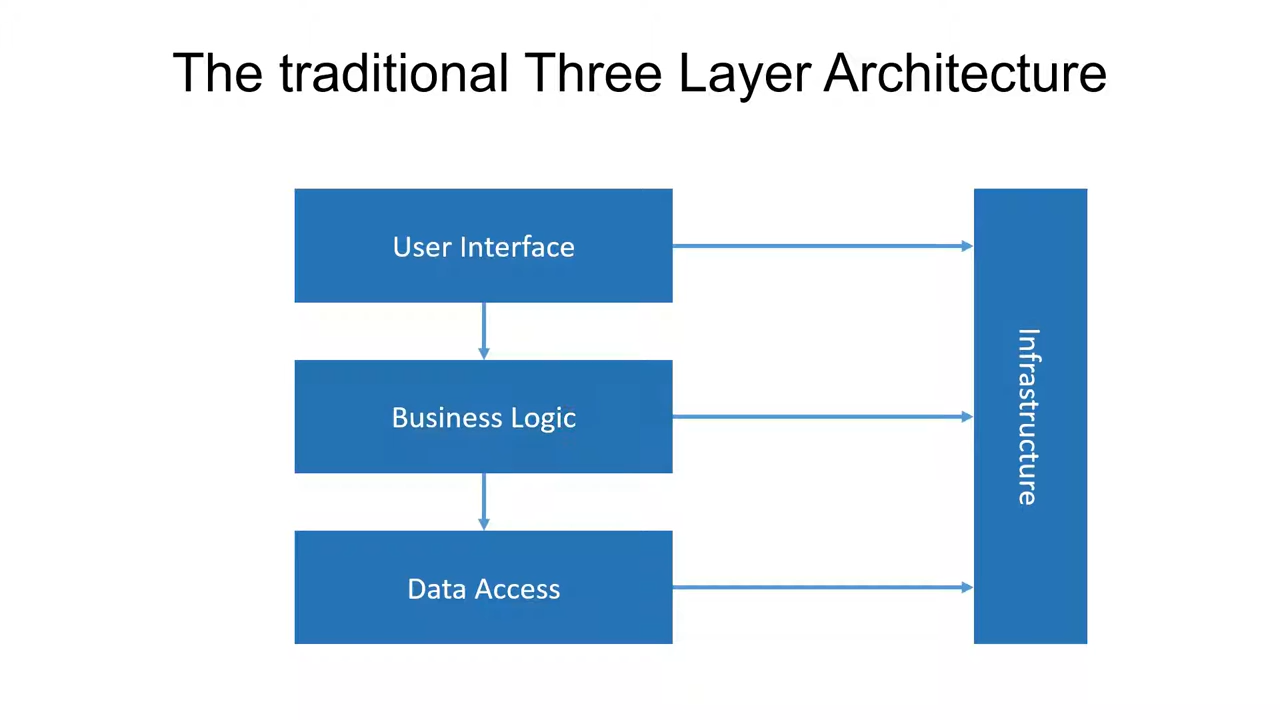 The traditional Three Layer Architecture
User Interface
Business Logic
Data Access
Infrastructure